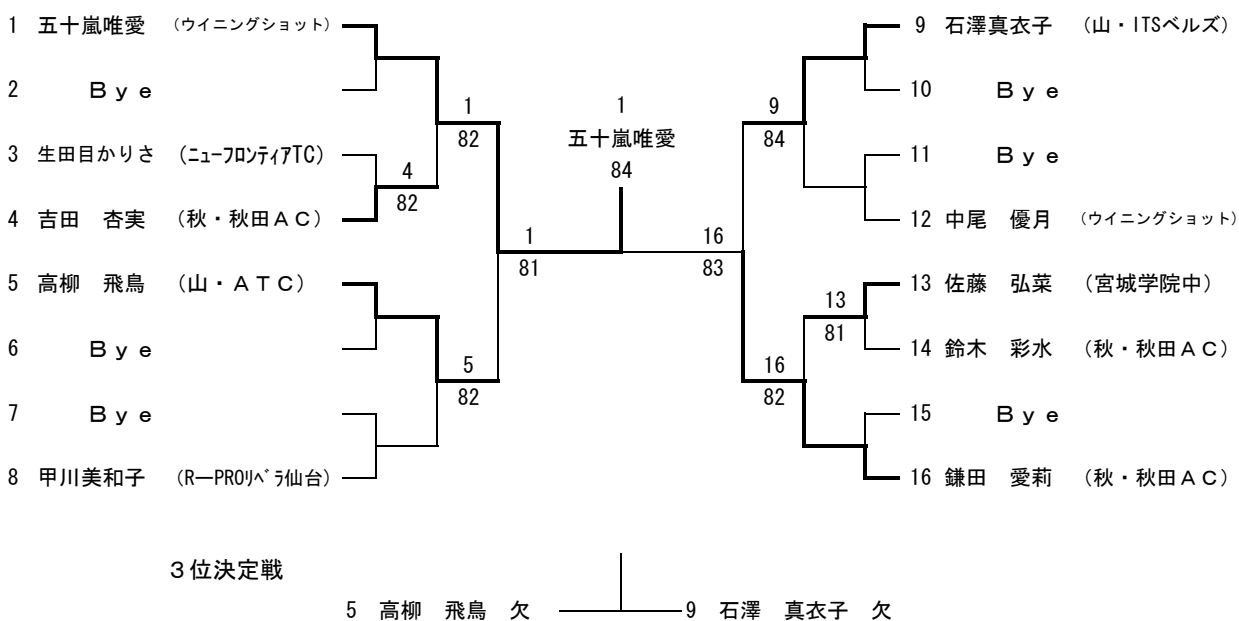 1 五十嵐唯愛 (ウイニングショット)
2 Bye
3 生田目かりさ (ニューフロンティアTC)
4 吉田 杏実 (秋・秋田AC)
5 高柳 飛鳥 (山・ATC)
6 Bye
7 Bye
8 甲川美和子 (R―PROリベラ仙台)
4
82
1
82
5
82
1
81
1
五十嵐唯愛
84
16
83
9
84
16
82
13
81
9 石澤真衣子 (山・ITSベルズ)
10 Bye
11 Bye
12 中尾 優月 (ウイニングショット)
13 佐藤 弘菜 (宮城学院中)
14 鈴木 彩水 (秋・秋田AC)
15 Bye
16 鎌田 愛莉 (秋・秋田AC)
3位決定戦
5 高柳 飛鳥 欠
9 石澤 真衣子 欠